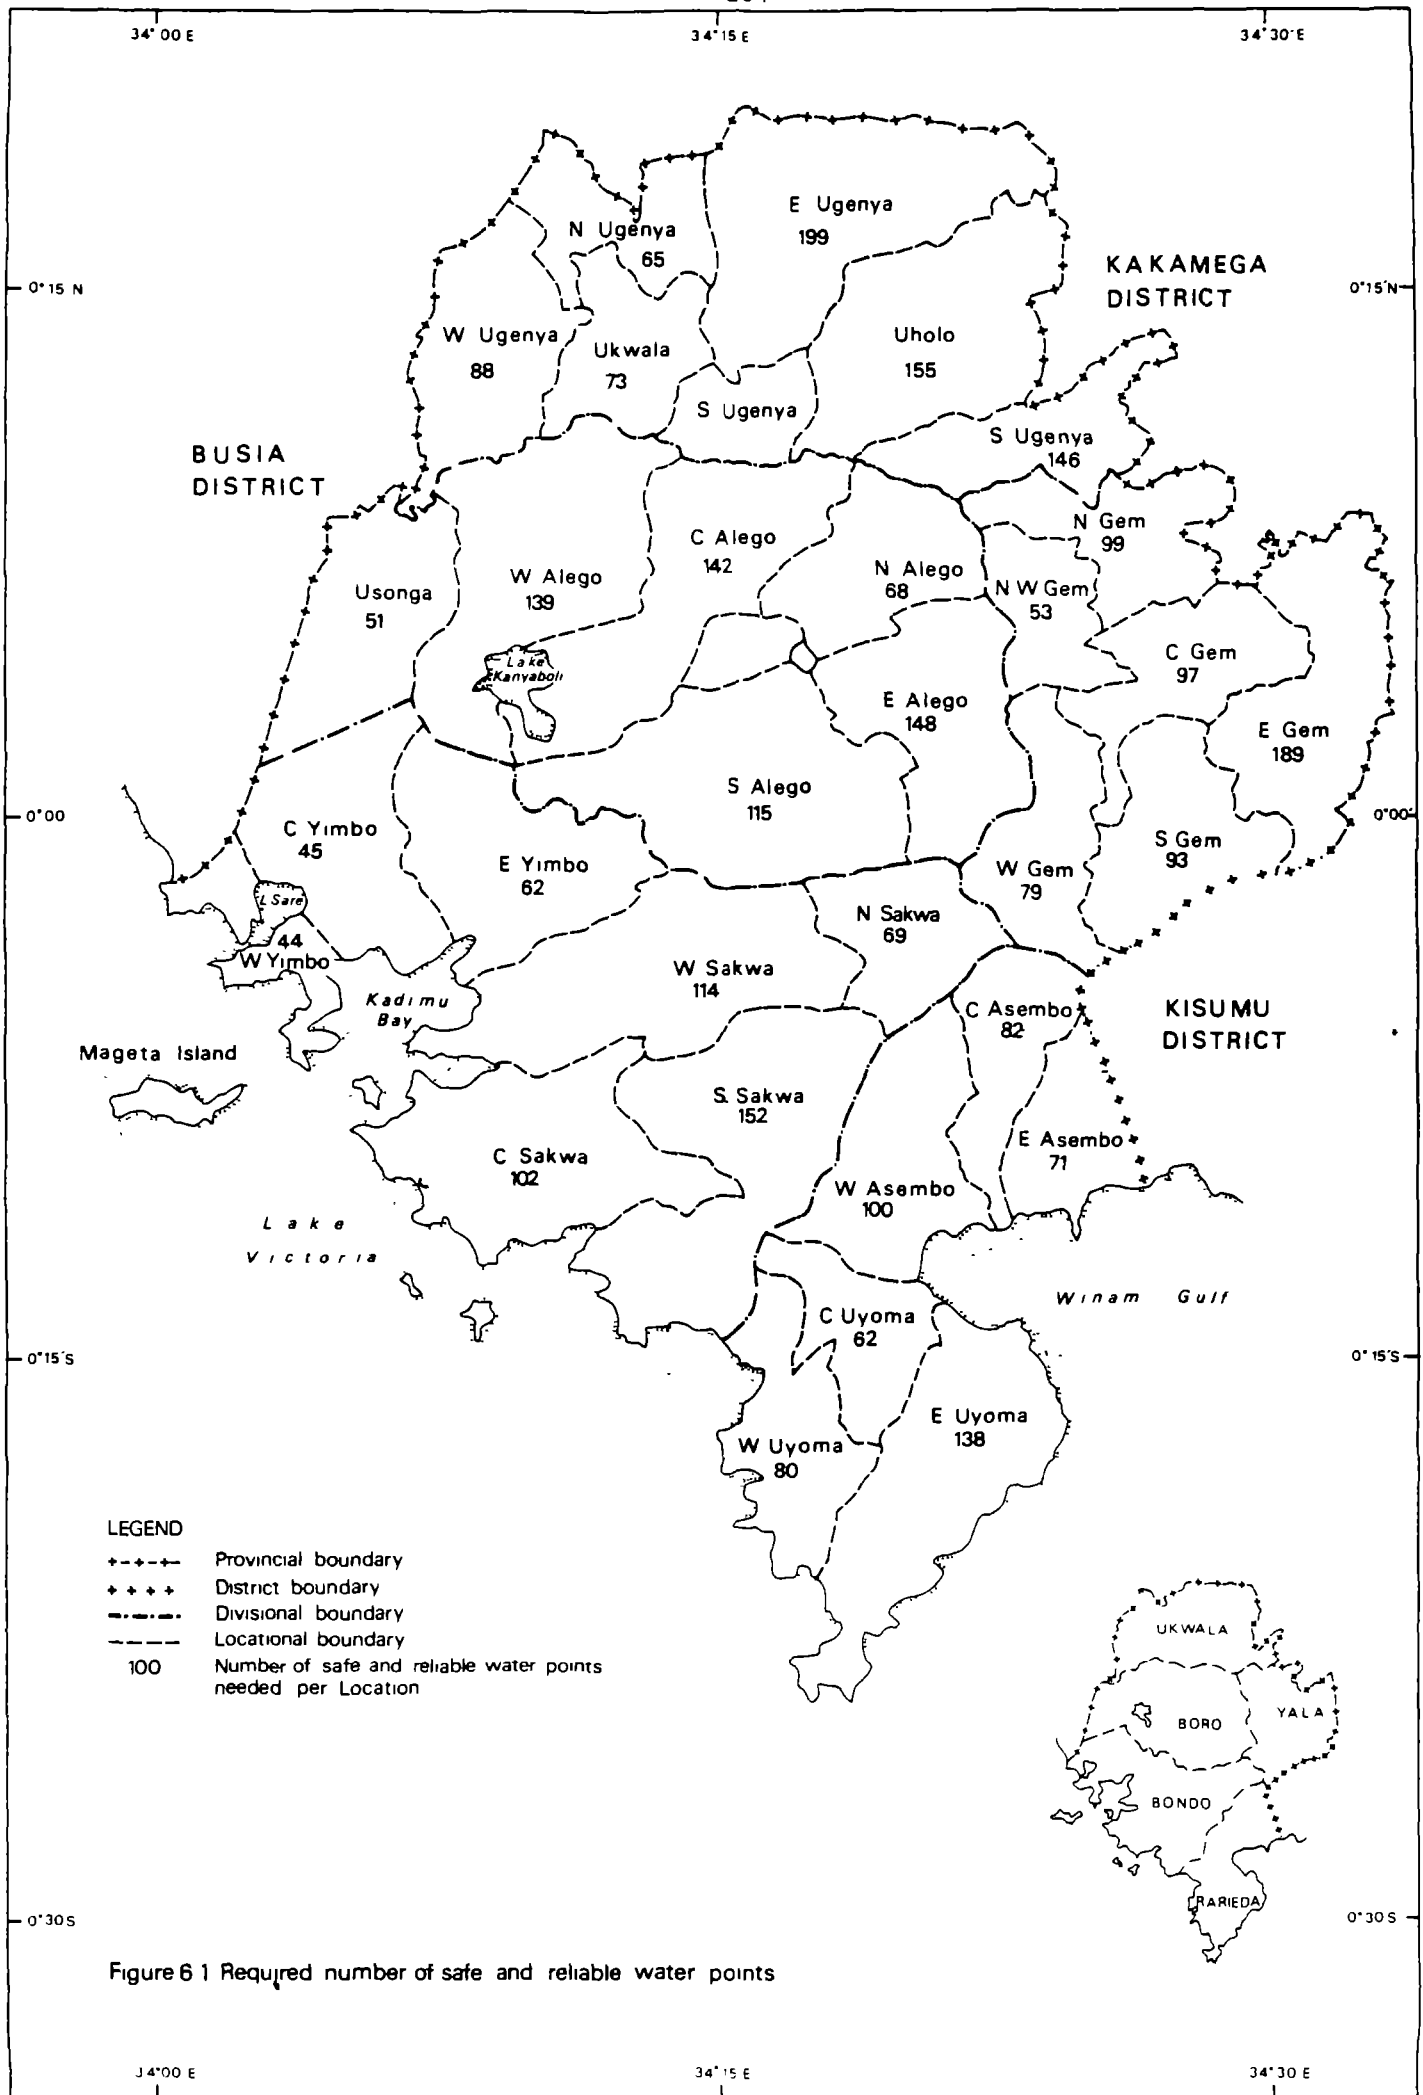 34°00 E
34°15 E
34°30 E
E Ugenya
199
N Ugenya
65
KAKAMEGA
DISTRICT
0°15 N
0°15 N
W Ugenya
88
Ukwala
73
Uholo
155
S Ugenya
S Ugenya
146
BUSIA
DISTRICT
N Gem
99
C Alego
142
W Alego
139
N Alego
68
N W Gem
53
Usonga
51
Lake
Kanyaboli
C Gem
97
E Alego
148
E Gem
189
S Alego
115
0°00
0°00
C Yimbo
45
E Yimbo
62
S Gem
93
W Gem
79
L Sare
N Sakwa
69
44
W Yimbo
W Sakwa
114
Kadimu
Bay
C Asembo
82
KISUMU
DISTRICT
Mageta Island
S. Sakwa
152
C Sakwa
102
E Asembo
71
W Asembo
100
Lake
Victoria
Winam Gulf
C Uyoma
62
0°15'S
0°15'S
E Uyoma
138
W Uyoma
80
LEGEND
Provincial boundary
District boundary
Divisional boundary
Locational boundary
100 Number of safe and reliable water points
needed per Location
UKWALA
YALA
BORO
BONDO
RARIEDA
0°30 S
0°30 S
Figure 6 1 Required number of safe and reliable water points
34°00 E
34°15 E
34°30 E